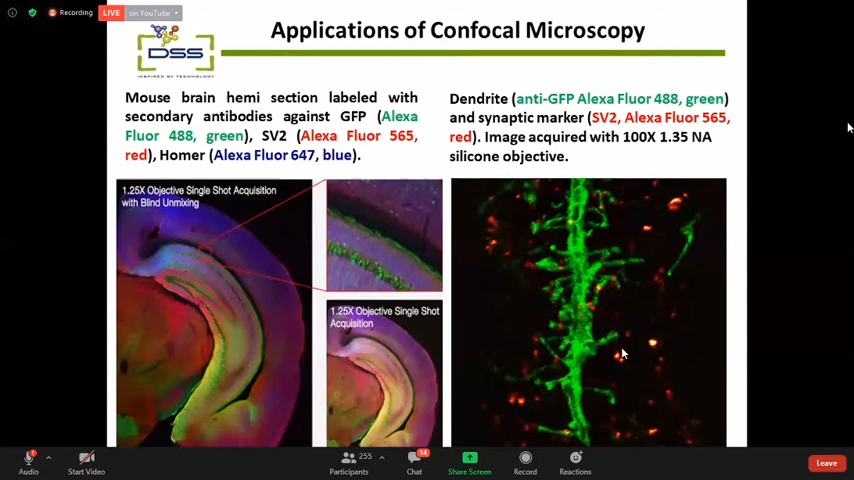 Recording
LIVE
on YouTube
Applications of Confocal Microscopy
DSS
INSPIRED BY TECHNOLOGY
Mouse brain hemi section labeled with
secondary antibodies against GFP (Alexa
Fluor 488, green), SV2 (Alexa Fluor 565,
red), Homer (Alexa Fluor 647, blue).
Dendrite (anti-GFP Alexa Fluor 488, green)
and synaptic marker (SV2, Alexa Fluor 565,
red). Image acquired with 100X 1.35 NA
silicone objective.
1.25X Objective Single Shot Acquisition
with Blind Unmixing
1.25X Objective Single Shot
Acquisition
Audio
Start Video
255
Participants
14
Chat
Share Screen
Record
Reactions
Leave